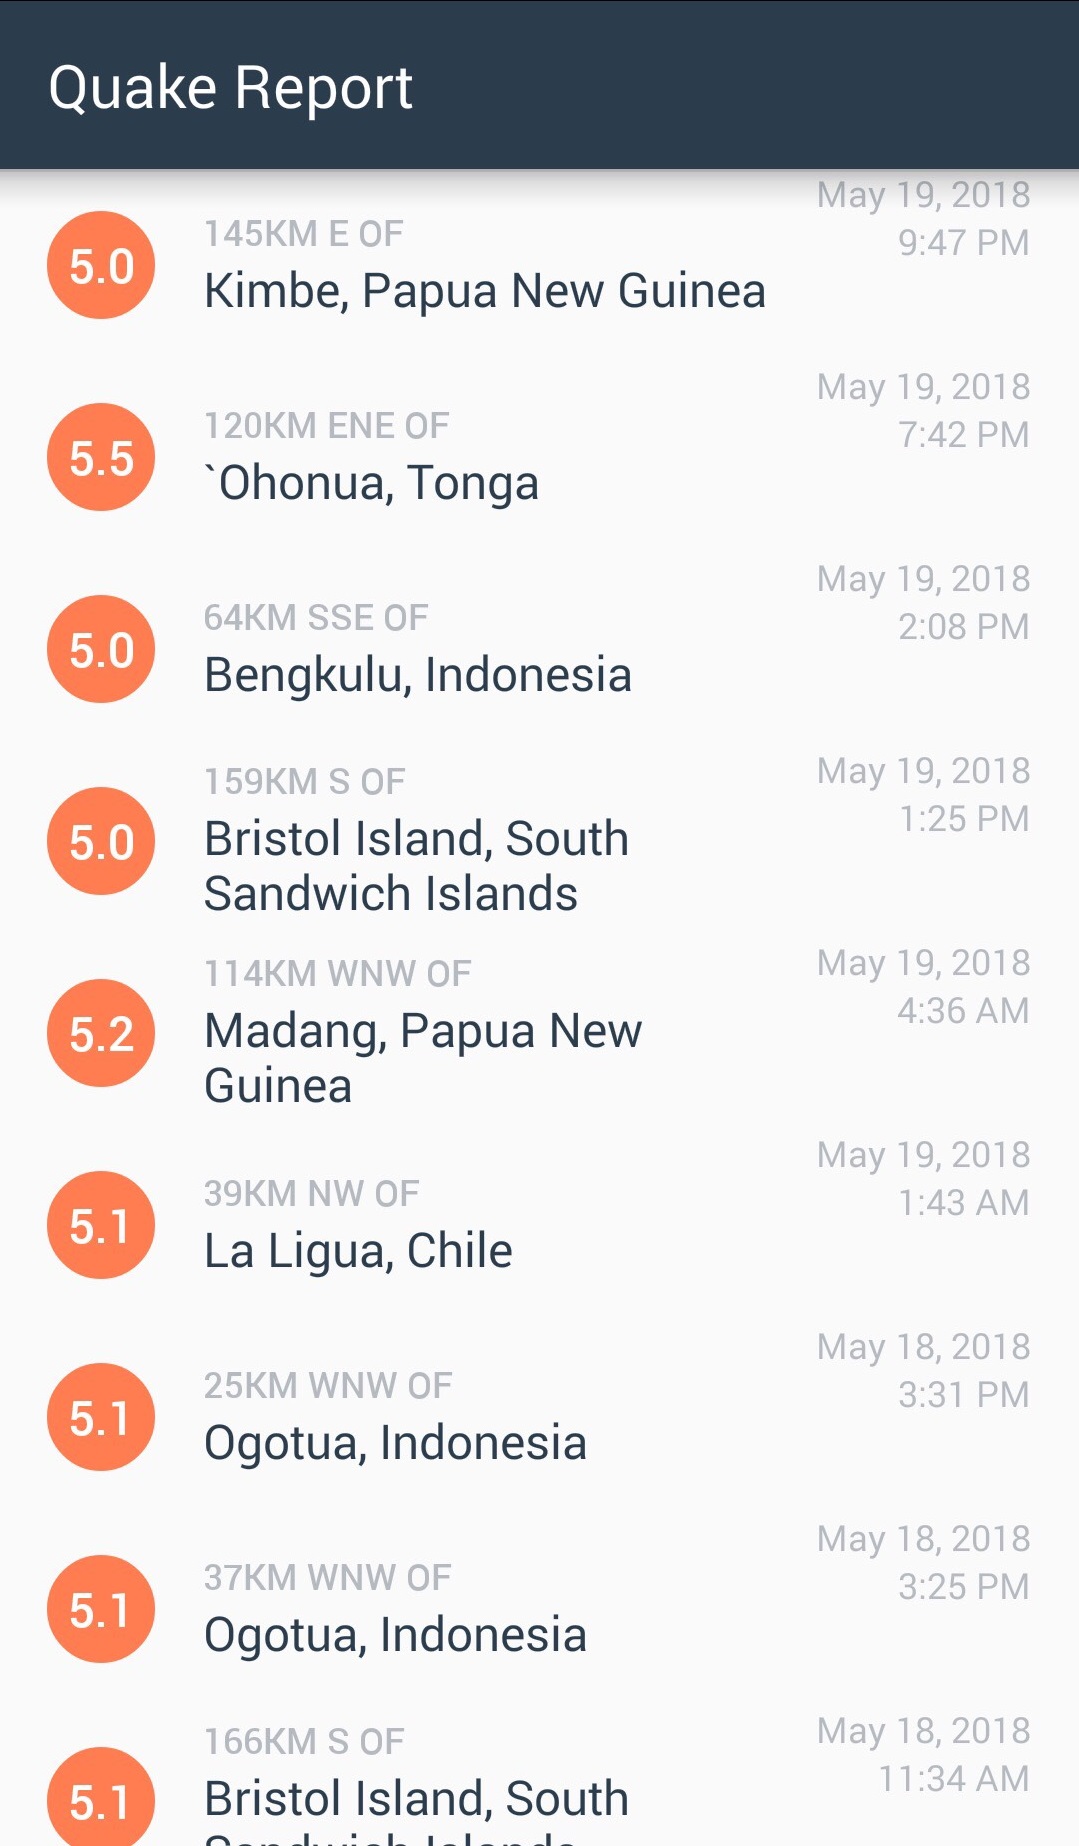 Quake Report
May 19, 2018
5.0
145KM E OF
9:47 PM
Kimbe, Papua New Guinea
May 19, 2018
5.5
120KM ENE OF
7:42 PM
`Ohonua, Tonga
May 19, 2018
5.0
64KM SSE OF
2:08 PM
Bengkulu, Indonesia
May 19, 2018
5.0
159KM S OF
1:25 PM
Bristol Island, South
Sandwich Islands
May 19, 2018
5.2
114KM WNW OF
4:36 AM
Madang, Papua New
Guinea
May 19, 2018
5.1
39KM NW OF
1:43 AM
La Ligua, Chile
May 18, 2018
5.1
25KM WNW OF
3:31 PM
Ogotua, Indonesia
May 18, 2018
5.1
37KM WNW OF
3:25 PM
Ogotua, Indonesia
May 18, 2018
5.1
166KM S OF
11:34 AM
Bristol Island, South
Sandwich Islands